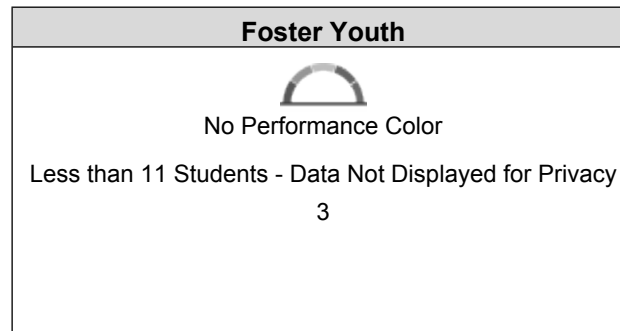 Foster Youth
No Performance Color
Less than 11 Students - Data Not Displayed for Privacy
3